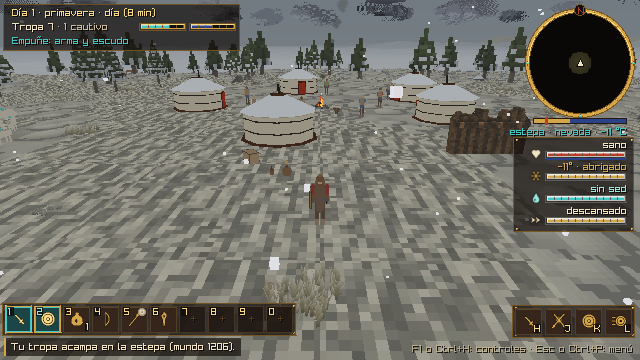 Día 1 · primavera · día (8 min)
Tropa 7 · 1 cautivo
Empuñe: arma y escudo
N
estepa · nevada · -11 °C
sano
-11° · abrigado
sin sed
descansado
1 2 3 4 5 6 7 8 9 0
1
H J K L
Tu tropa acampa en la estepa (mundo 1206).
F1 o Ctrl+H: controles · Esc o Ctrl+P: menú